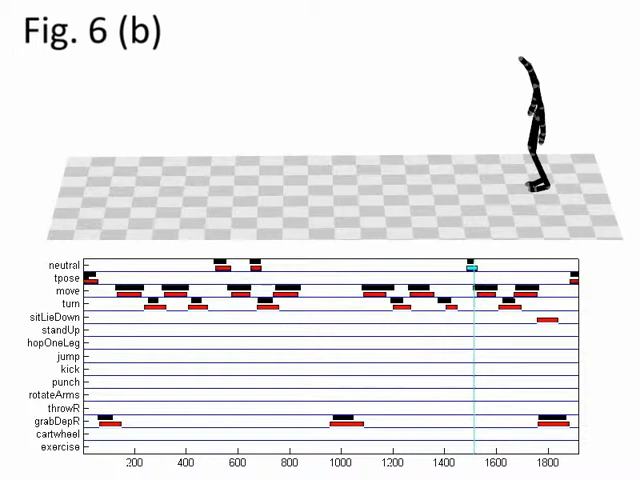 Fig. 6 (b)
neutral
tpose
move
turn
sitLieDown
standUp
hopOneLeg
jump
kick
punch
rotateArms
throwR
grabDepR
cartwheel
exercise
200 400 600 800 1000 1200 1400 1600 1800